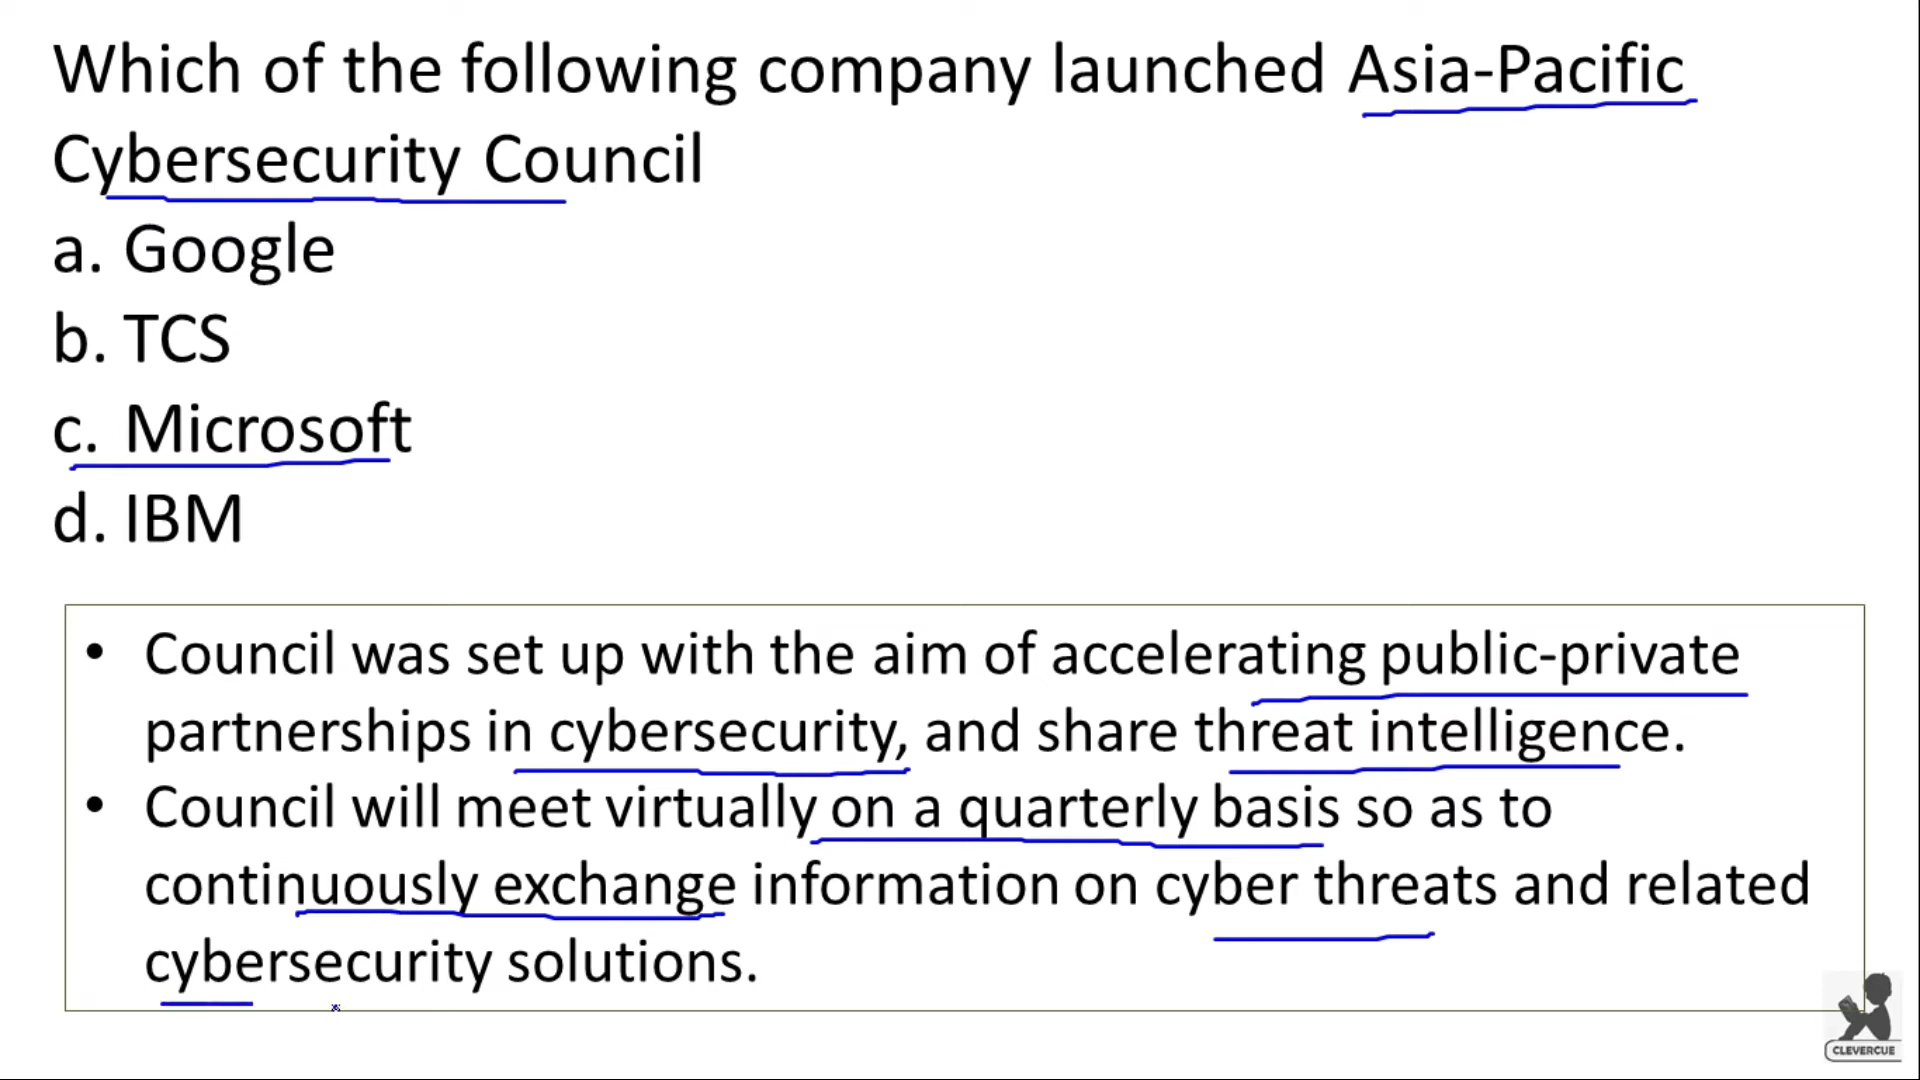 Which of the following company launched Asia-Pacific
Cybersecurity Council
a. Google
b. TCS
c. Microsoft
d. IBM
• Council was set up with the aim of accelerating public-private
partnerships in cybersecurity, and share threat intelligence.
• Council will meet virtually on a quarterly basis so as to
continuously exchange information on cyber threats and related
cybersecurity solutions.
CLEVERCUE